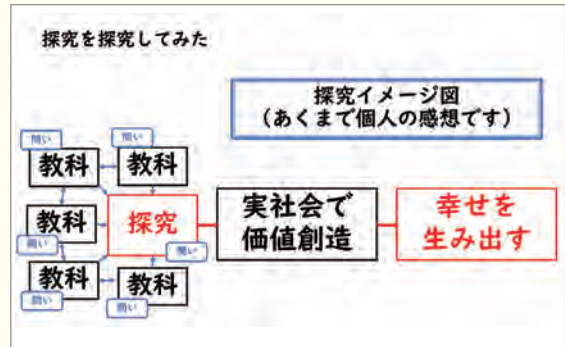 探究を探究してみた
探究イメージ図
(あくまで個人の感想です)
問い
問い
教科
教科
教科
探究
実社会で
価値創造
幸せを
生み出す
問い
問い
教科
教科
問い
問い